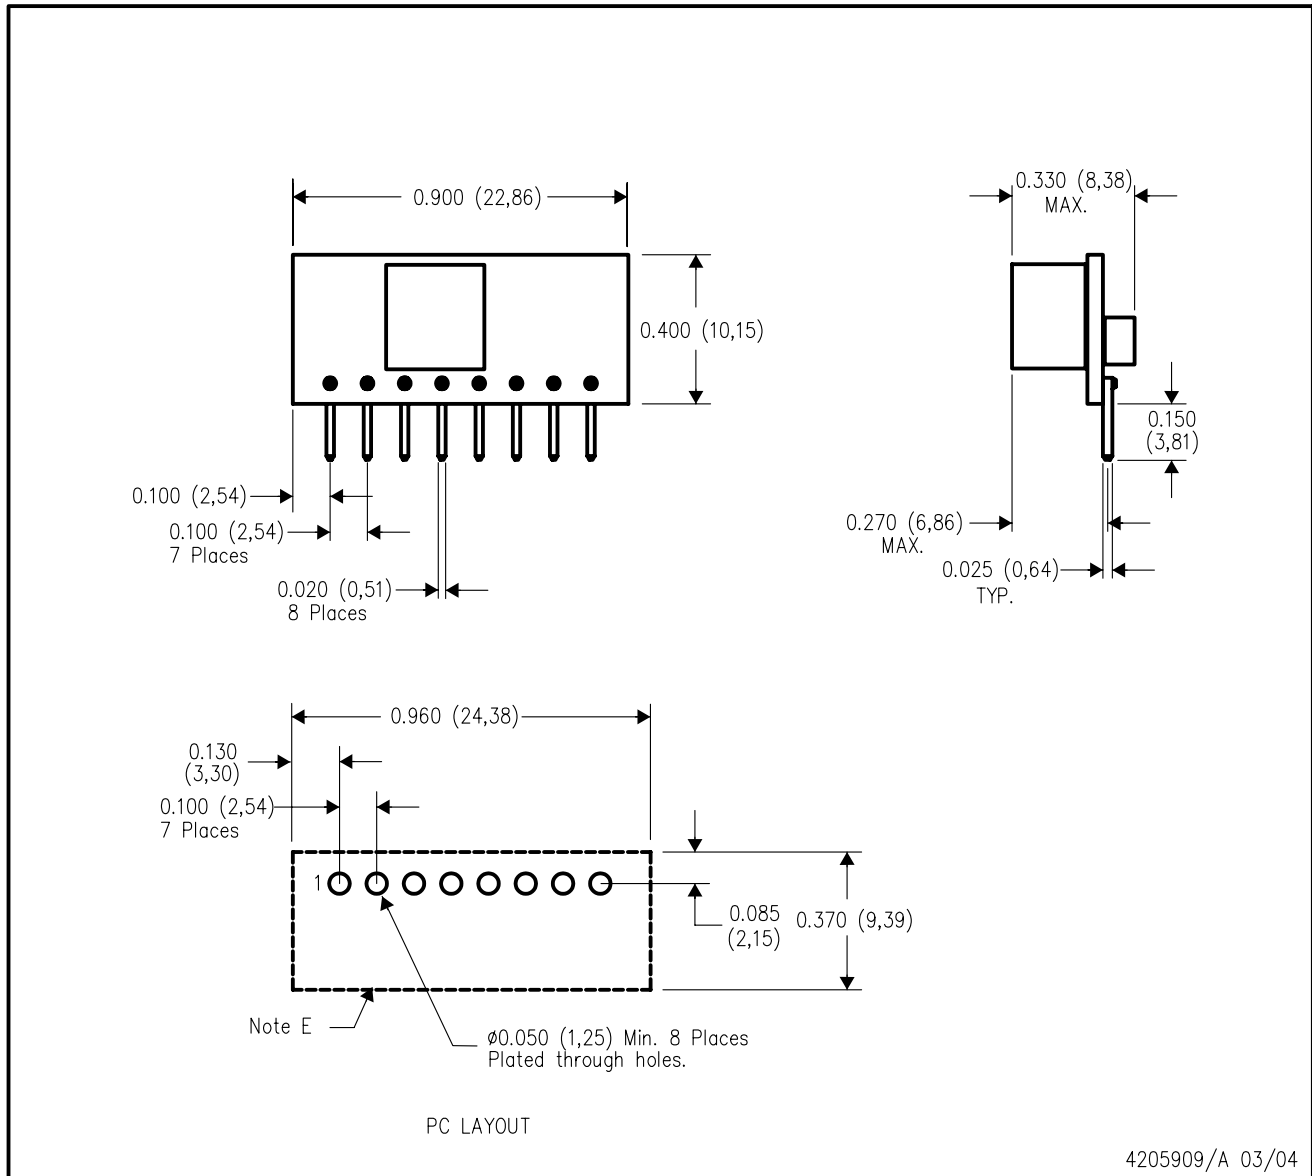 0.900 (22,86)
0.330 (8,38)
MAX.
0.400 (10,15)
0.150
(3,81)
0.100 (2,54)
0.100 (2,54)
7 Places
0.270 (6,86)
MAX.
0.025 (0,64)
TYP.
0.020 (0,51)
8 Places
0.960 (24,38)
0.130
(3,30)
0.100 (2,54)
7 Places
1
0.085
(2,15)
0.370 (9,39)
Note E
ø0.050 (1,25) Min. 8 Places
Plated through holes.
PC LAYOUT
4205909/A 03/04